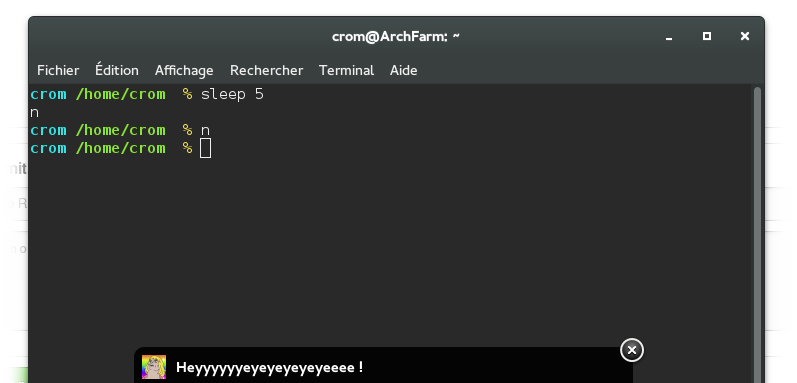 crom@ArchFarm: ~
Fichier Édition Affichage Rechercher Terminal Aide
crom /home/crom % sleep 5
n
crom /home/crom % n
crom /home/crom %
Heyyyyyyeyeyeyeyeyeeee !